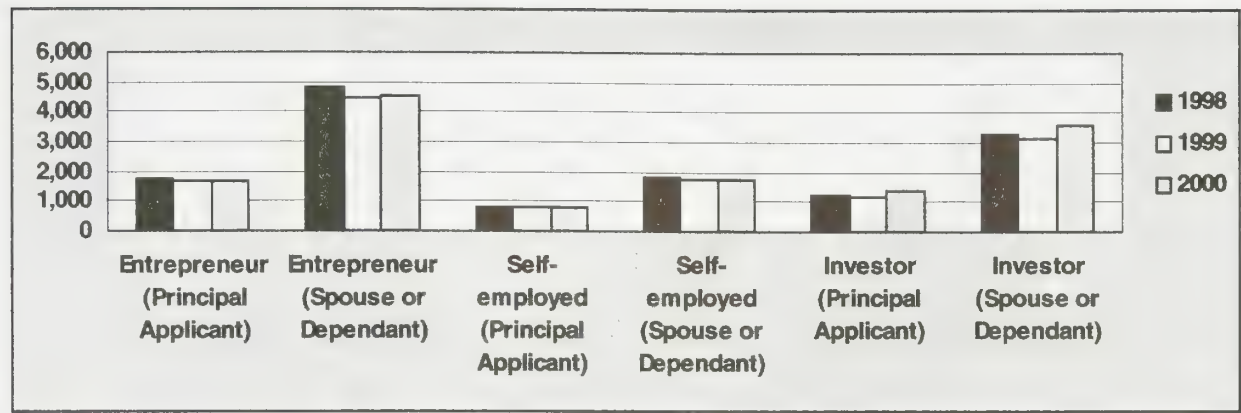 6,000
5,000
4,000
3,000
2,000
1,000
0
1998
1999
2000
Entrepreneur
(Principal
Applicant)
Entrepreneur
(Spouse or
Dependant)
Self-
employed
(Principal
Applicant)
Self-
employed
(Spouse or
Dependant)
Investor
(Principal
Applicant)
Investor
(Spouse or
Dependant)